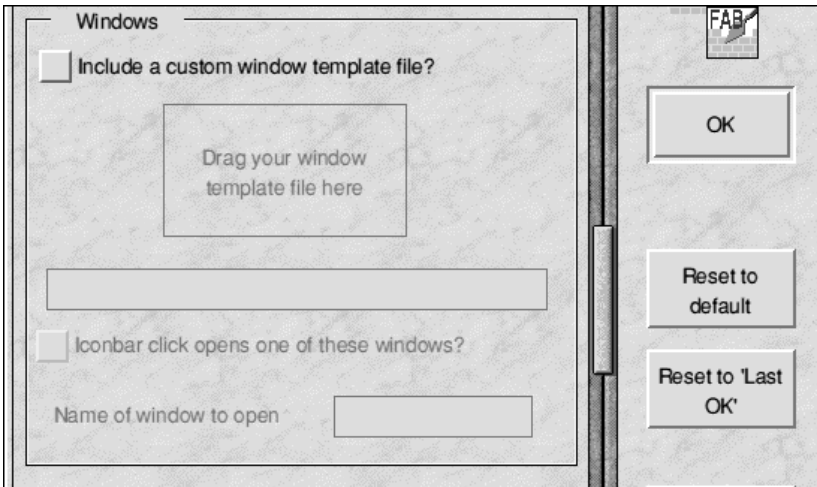 Windows
Include a custom window template file?
Drag your window
template file here
Iconbar click opens one of these windows?
Name of window to open
FAB
OK
Reset to
default
Reset to 'Last
OK'